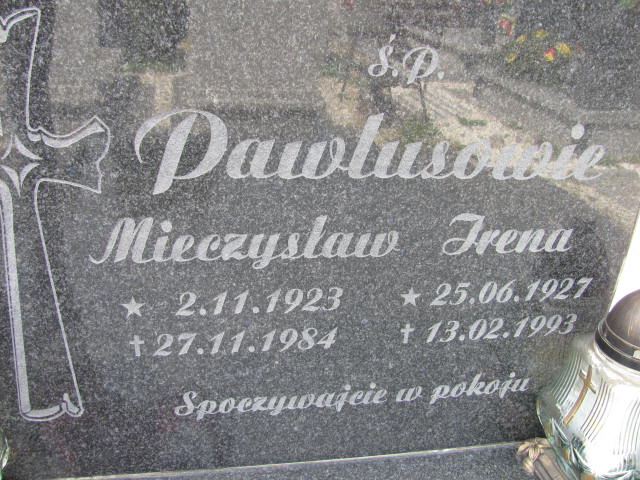 Ś.P.
Pawlusowie
Mieczysław Irena
★ 2.11.1923 ★ 25.06.1927
✝ 27.11.1984 ✝ 13.02.1993
Spoczywajcie w pokoju